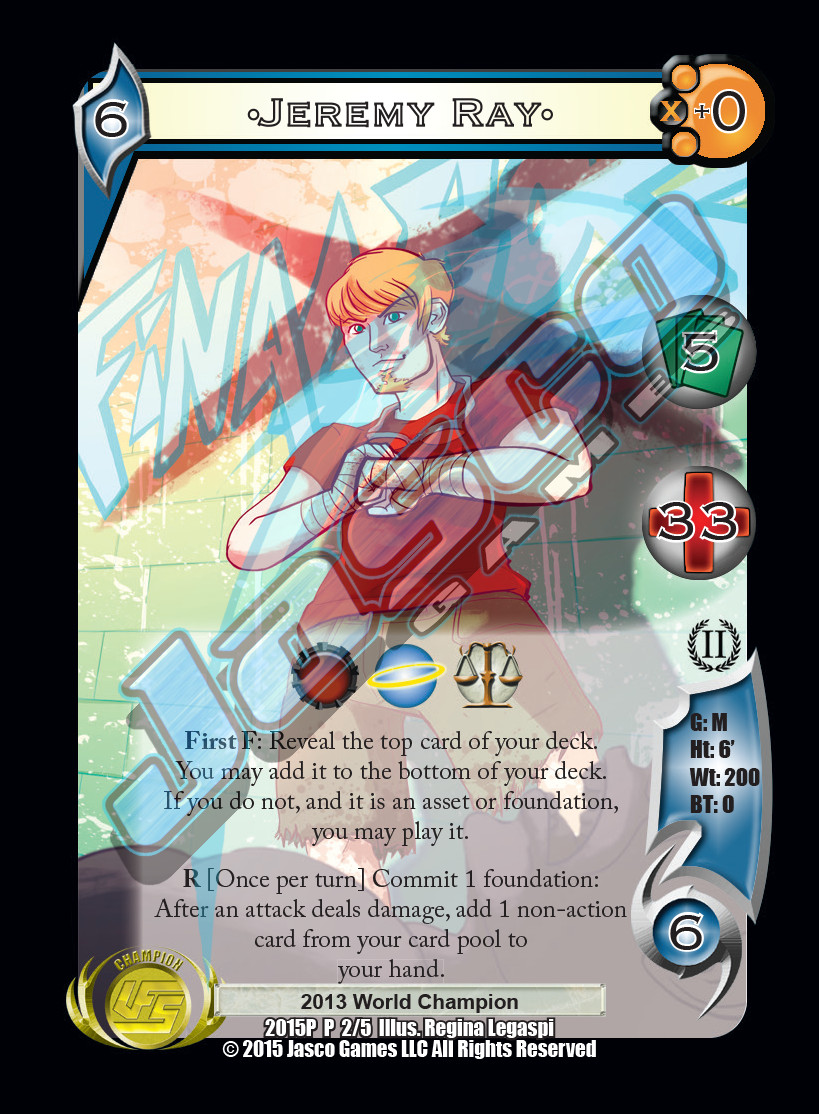 6
•Jeremy Ray•
X +0
FiNAL
JASCO
GAMES
5
33
II
G: M
Ht: 6’
Wt: 200
BT: 0
First F: Reveal the top card of your deck.
You may add it to the bottom of your deck.
If you do not, and it is an asset or foundation,
you may play it.
R [Once per turn] Commit 1 foundation:
After an attack deals damage, add 1 non-action
card from your card pool to
your hand.
6
CHAMPION
UFS
2013 World Champion
2015P P 2/5 Illus. Regina Legaspi
© 2015 Jasco Games LLC All Rights Reserved